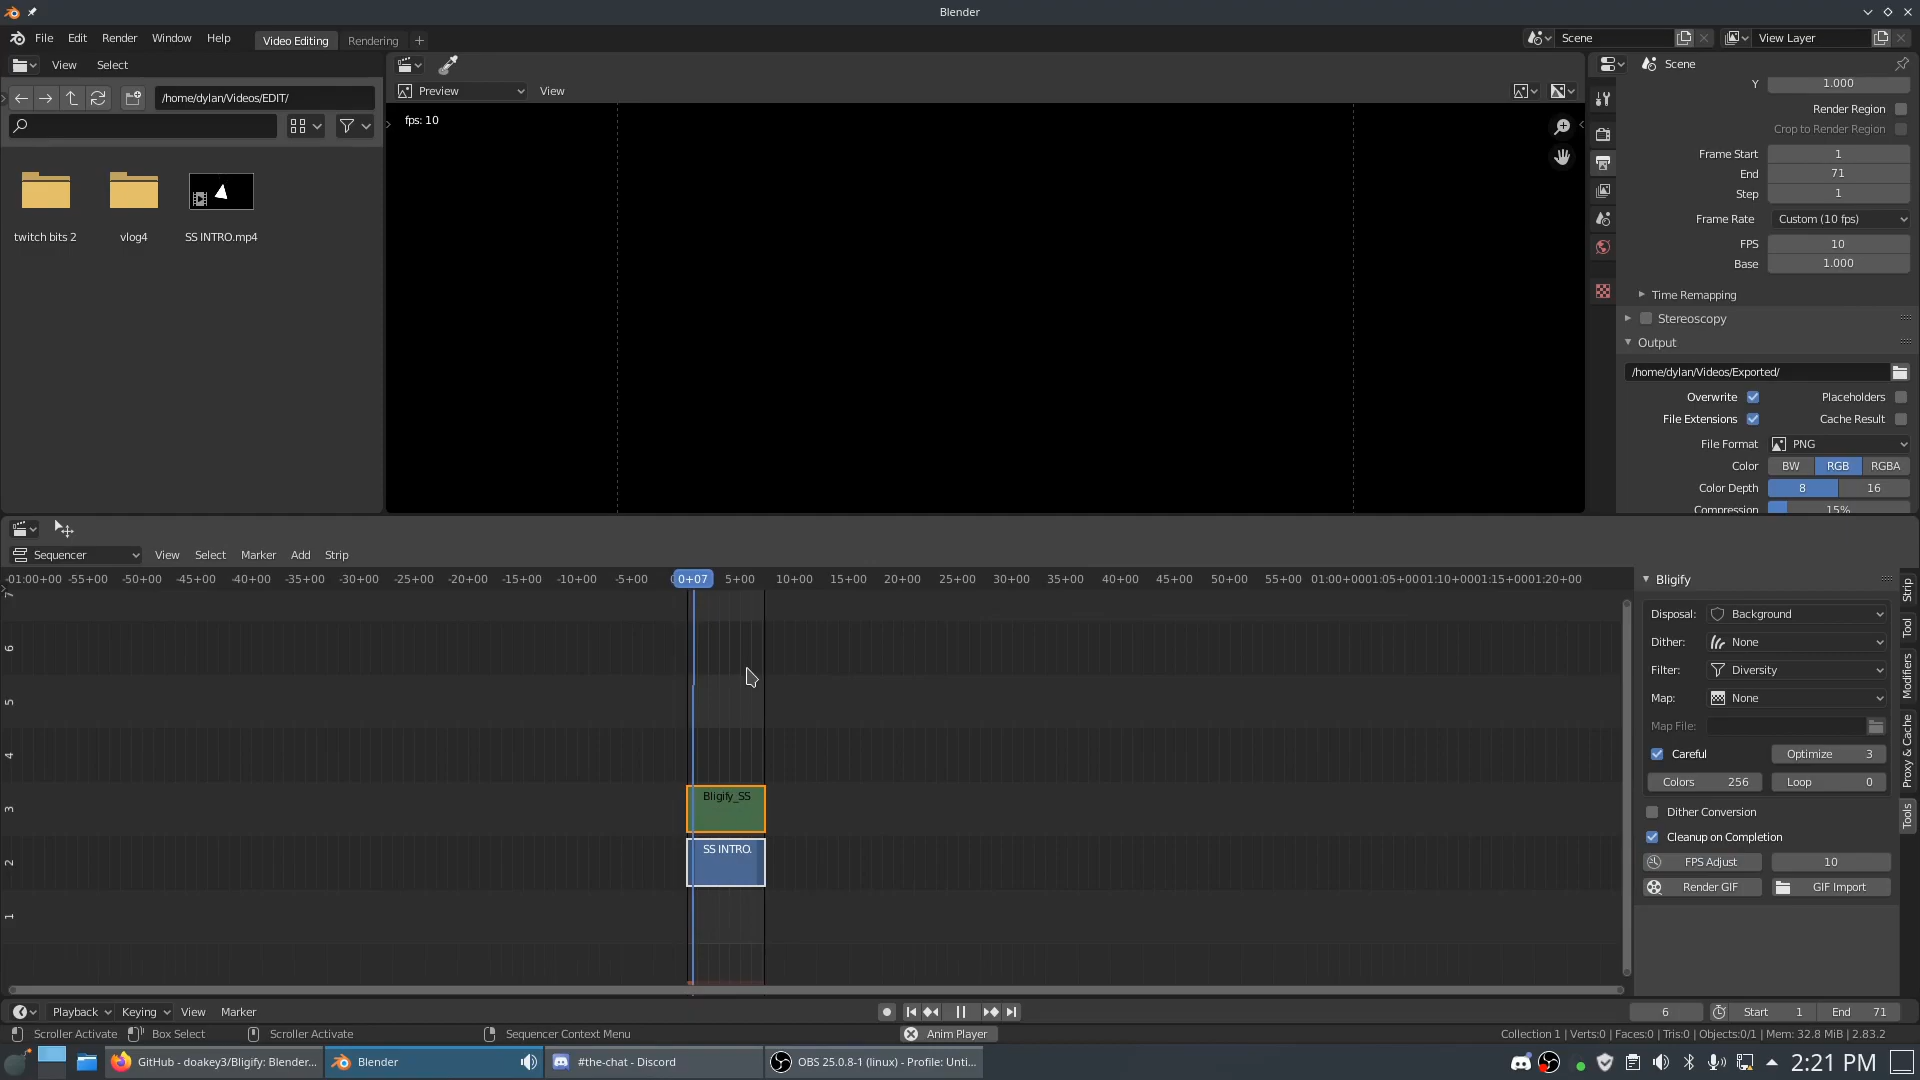 Blender
File Edit Render Window Help Video Editing Rendering + Scene View Layer
View Select
Scene
/home/dylan/Videos/EDIT/
Preview View
Y 1.000
fps: 10
Render Region
Crop to Render Region
Frame Start 1
End 71
Step 1
Frame Rate Custom (10 fps)
twitch bits 2 vlog4 SS INTRO.mp4
FPS 10
Base 1.000
Time Remapping
Stereoscopy
Output
/home/dylan/Videos/Exported/
Overwrite Placeholders
File Extensions Cache Result
File Format PNG
Color BW RGB RGBA
Color Depth 8 16
Compression 15%
Sequencer View Select Marker Add Strip
-01:00+00 -55+00 -50+00 -45+00 -40+00 -35+00 -30+00 -25+00 -20+00 -15+00 -10+00 -5+00 0+07 5+00 10+00 15+00 20+00 25+00 30+00 35+00 40+00 45+00 50+00 55+00 01:00+00 01:05+00 01:10+00 01:15+00 01:20+00
7
6
5
4
3
2
1
Bligify_SS
SS INTRO.
Bligify
Disposal: Background
Dither: None
Filter: Diversity
Map: None
Map File:
Careful Optimize 3
Colors 256 Loop 0
Dither Conversion
Cleanup on Completion
FPS Adjust 10
Render GIF GIF Import
Strip
Tool
Modifiers
Proxy & Cache
Tools
Playback Keying View Marker 6 Start 1 End 71
Scroller Activate Box Select Scroller Activate Sequencer Context Menu Anim Player Collection 1 | Verts:0 | Faces:0 | Tris:0 | Objects:0/1 | Mem: 32.8 MiB | 2.83.2
GitHub - doakey3/Bligify: Blender... Blender #the-chat - Discord OBS 25.0.8-1 (linux) - Profile: Unti... 2:21 PM